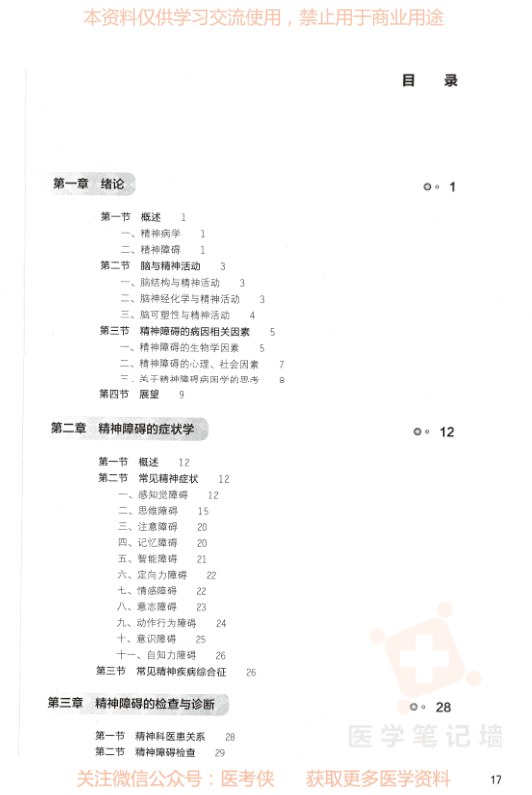 本资料仅供学习交流使用，禁止用于商业用途
目 录
第一章 绪论 1
第一节 概述 1
一、精神病学 1
二、精神障碍 1
第二节 脑与精神活动 3
一、脑结构与精神活动 3
二、脑神经化学与精神活动 3
三、脑可塑性与精神活动 4
第三节 精神障碍的病因相关因素 5
一、精神障碍的生物学因素 5
二、精神障碍的心理、社会因素 7
三、关于精神障碍病因学的思考 8
第四节 展望 9
第二章 精神障碍的症状学 12
第一节 概述 12
第二节 常见精神症状 12
一、感知觉障碍 12
二、思维障碍 15
三、注意障碍 20
四、记忆障碍 20
五、智能障碍 21
六、定向力障碍 22
七、情感障碍 22
八、意志障碍 23
九、动作行为障碍 24
十、意识障碍 25
十一、自知力障碍 26
第三节 常见精神疾病综合征 26
第三章 精神障碍的检查与诊断 28
第一节 精神科医患关系 28
第二节 精神障碍检查 29
医学笔记墙
关注微信公众号：医考侠 获取更多医学资料
17